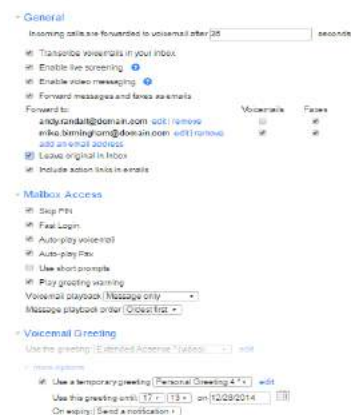 General
Incoming calls are forwarded to voicemail after 25 seconds
Transcribe voicemails in your inbox
Enable live screening
Enable video messaging
Forward messages and faxes as emails
Forward to: Voicemails Faxes
andy.randall@domain.com edit | remove
mike.birmingham@domain.com edit | remove
add an email address
Leave original in Inbox
Include action links in emails
Mailbox Access
Skip PIN
Fast Login
Auto-play voicemail
Auto-play Fax
Use short prompts
Play greeting warning
Voicemail playback Message only
Message playback order Oldest first
Voicemail Greeting
Use the greeting: Extended Absence * (video) edit
more options
Use a temporary greeting Personal Greeting 4 * edit
Use this greeting until: 17 : 13 on 12/28/2014
On expiry: Send a notification